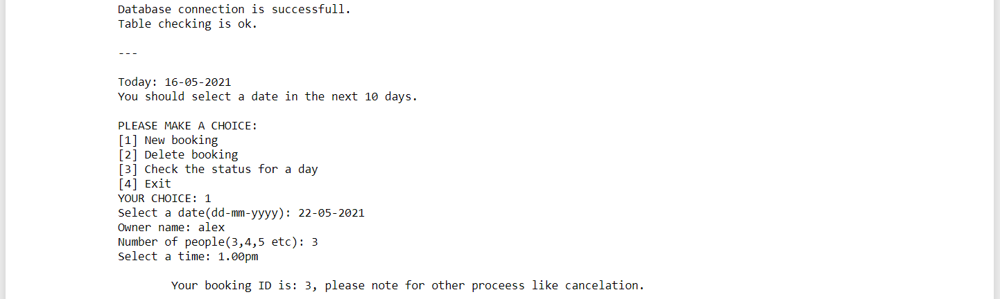 Database connection is successfull.
Table checking is ok.
---
Today: 16-05-2021
You should select a date in the next 10 days.
PLEASE MAKE A CHOICE:
[1] New booking
[2] Delete booking
[3] Check the status for a day
[4] Exit
YOUR CHOICE: 1
Select a date(dd-mm-yyyy): 22-05-2021
Owner name: alex
Number of people(3,4,5 etc): 3
Select a time: 1.00pm
Your booking ID is: 3, please note for other proceess like cancelation.